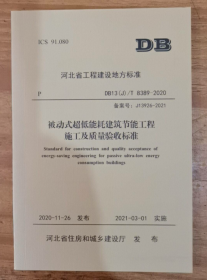 ICS 91.080
DB
河北省工程建设地方标准
P
DB13(J)/T 8389-2020
备案号：J13926-2021
被动式超低能耗建筑节能工程
施工及质量验收标准
Standard for construction and quality acceptance of
energy-saving engineering for passive ultra-low energy
consumption buildings
2020-11-26 发布
2021-03-01 实施
河北省住房和城乡建设厅 发布